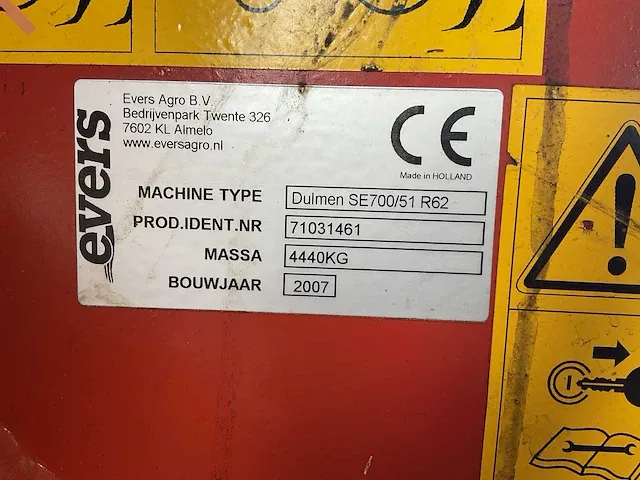 evers
Evers Agro B.V.
Bedrijvenpark Twente 326
7602 KL Almelo
www.eversagro.nl
CE
Made in HOLLAND
MACHINE TYPE Dulmen SE700/51 R62
PROD.IDENT.NR 71031461
MASSA 4440KG
BOUWJAAR 2007